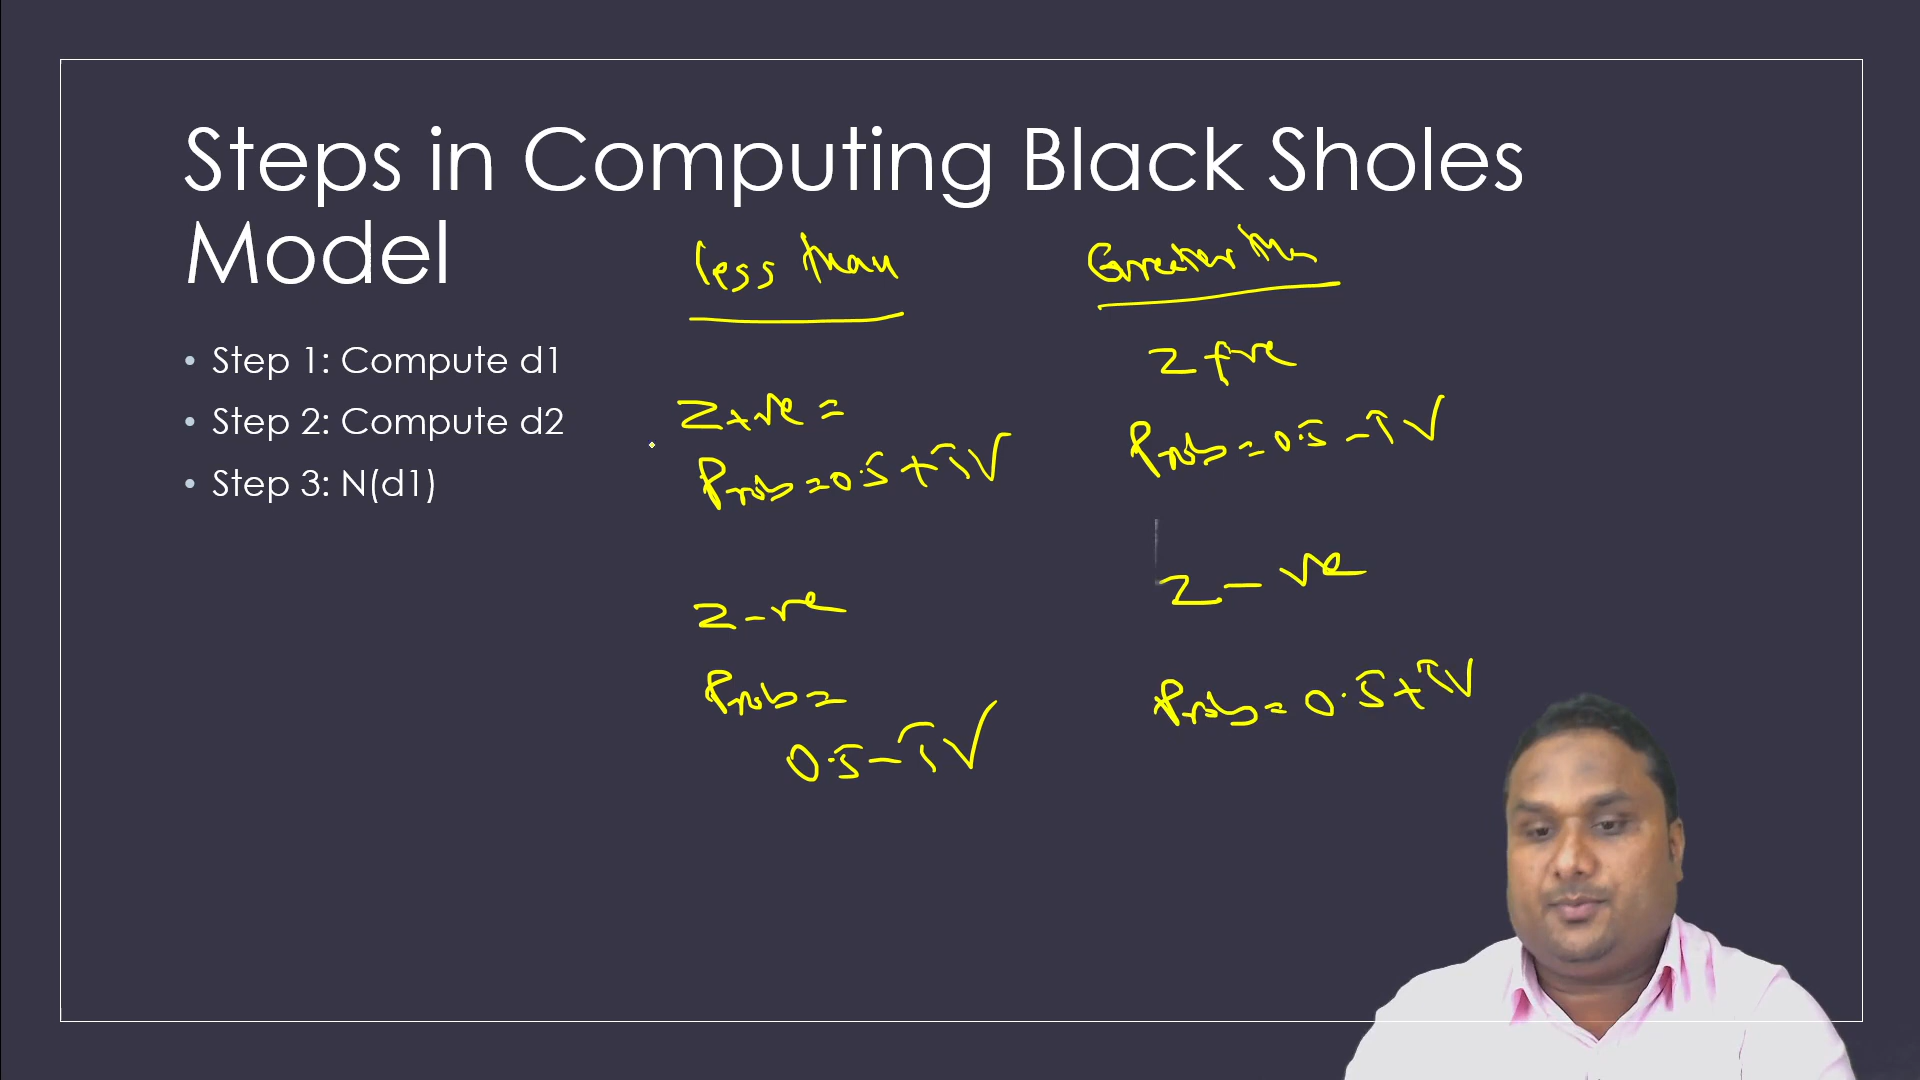 Steps in Computing Black Sholes
Model
less than
Greater than
• Step 1: Compute d1
• Step 2: Compute d2
• Step 3: N(d1)
Z +ve =
Prob = 0.5 + TV
Z -ve
Prob =
0.5 - TV
Z +ve
Prob = 0.5 - TV
Z - ve
Prob = 0.5 + TV